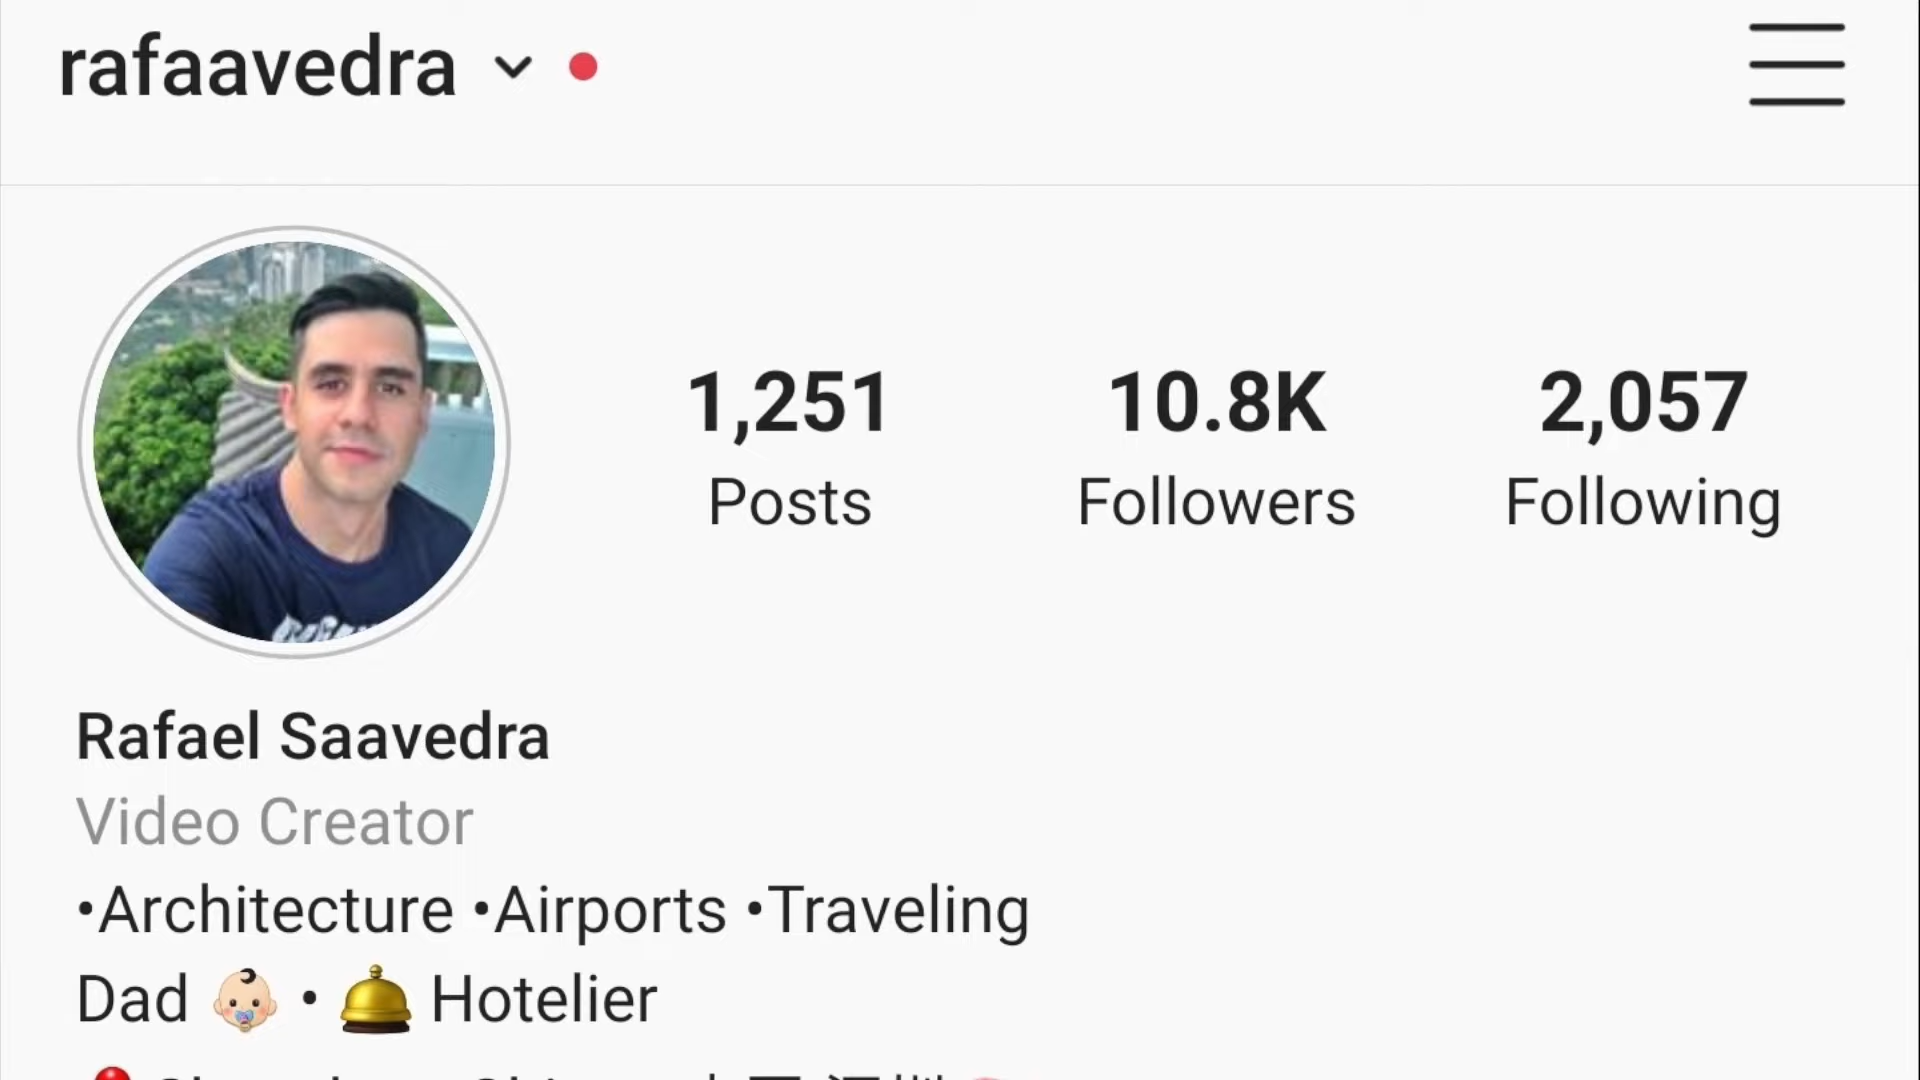 rafaavedra
1,251 10.8K 2,057
Posts Followers Following
Rafael Saavedra
Video Creator
•Architecture •Airports •Traveling
Dad 👶🏻 • 🛎️ Hotelier